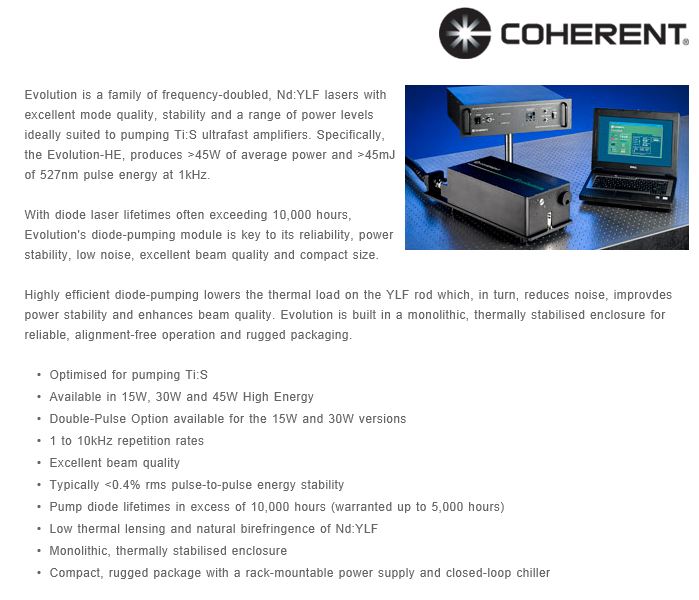 COHERENT®
Evolution is a family of frequency-doubled, Nd:YLF lasers with
excellent mode quality, stability and a range of power levels
ideally suited to pumping Ti:S ultrafast amplifiers. Specifically,
the Evolution-HE, produces >45W of average power and >45mJ
of 527nm pulse energy at 1kHz.
With diode laser lifetimes often exceeding 10,000 hours,
Evolution's diode-pumping module is key to its reliability, power
stability, low noise, excellent beam quality and compact size.
Highly efficient diode-pumping lowers the thermal load on the YLF rod which, in turn, reduces noise, improvdes
power stability and enhances beam quality. Evolution is built in a monolithic, thermally stabilised enclosure for
reliable, alignment-free operation and rugged packaging.
• Optimised for pumping Ti:S
• Available in 15W, 30W and 45W High Energy
• Double-Pulse Option available for the 15W and 30W versions
• 1 to 10kHz repetition rates
• Excellent beam quality
• Typically <0.4% rms pulse-to-pulse energy stability
• Pump diode lifetimes in excess of 10,000 hours (warranted up to 5,000 hours)
• Low thermal lensing and natural birefringence of Nd:YLF
• Monolithic, thermally stabilised enclosure
• Compact, rugged package with a rack-mountable power supply and closed-loop chiller